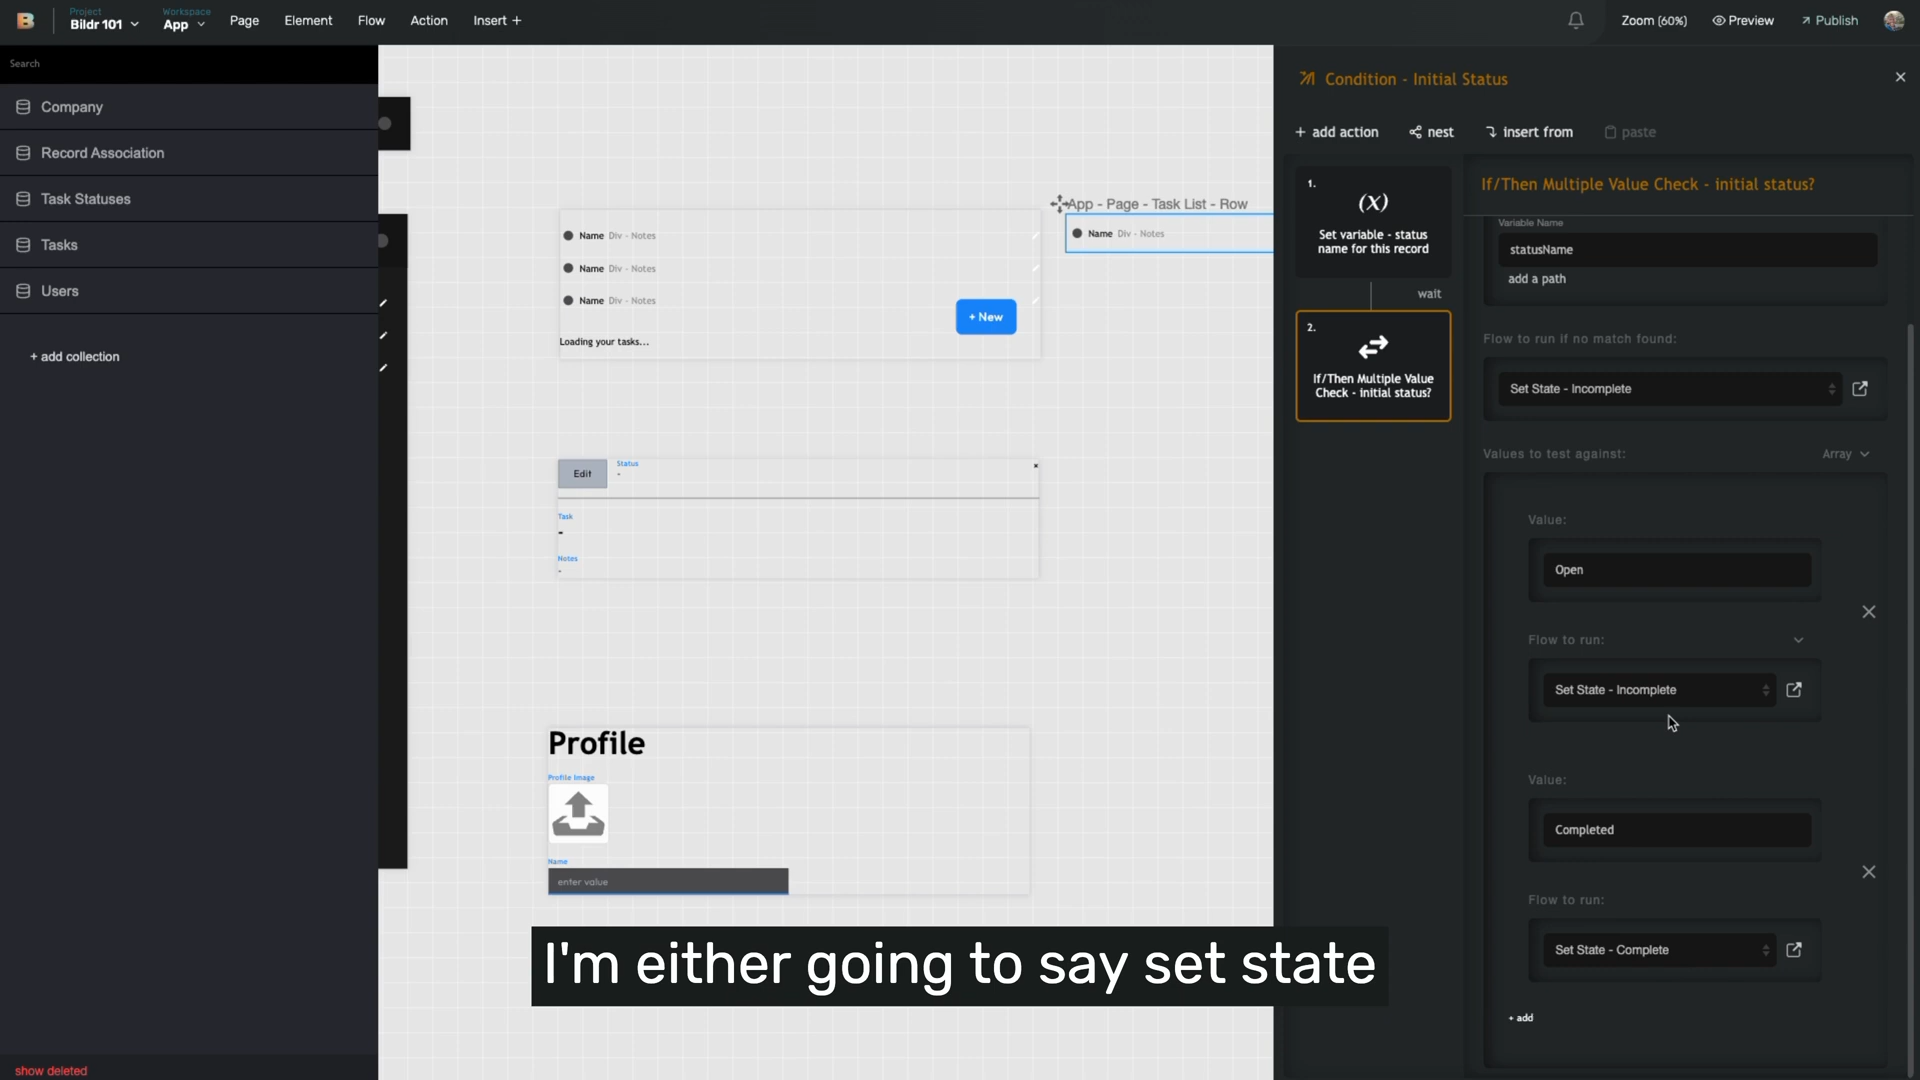 Project
Bildr 101
Workspace
App
Page
Element
Flow
Action
Insert +
Zoom (60%)
Preview
Publish
Search
Company
Record Association
Task Statuses
Tasks
Users
+ add collection
show deleted
Name Div - Notes
Name Div - Notes
Name Div - Notes
+ New
Loading your tasks...
App - Page - Task List - Row
Name Div - Notes
Edit
Status
-
Task
-
Notes
-
Profile
Profile Image
Name
enter value
I'm either going to say set state
Condition - Initial Status
+ add action
nest
insert from
paste
1.
(x)
Set variable - status
name for this record
wait
2.
If/Then Multiple Value
Check - initial status?
If/Then Multiple Value Check - initial status?
Variable Name
statusName
add a path
Flow to run if no match found:
Set State - Incomplete
Values to test against:
Array
Value:
Open
Flow to run:
Set State - Incomplete
Value:
Completed
Flow to run:
Set State - Complete
+ add